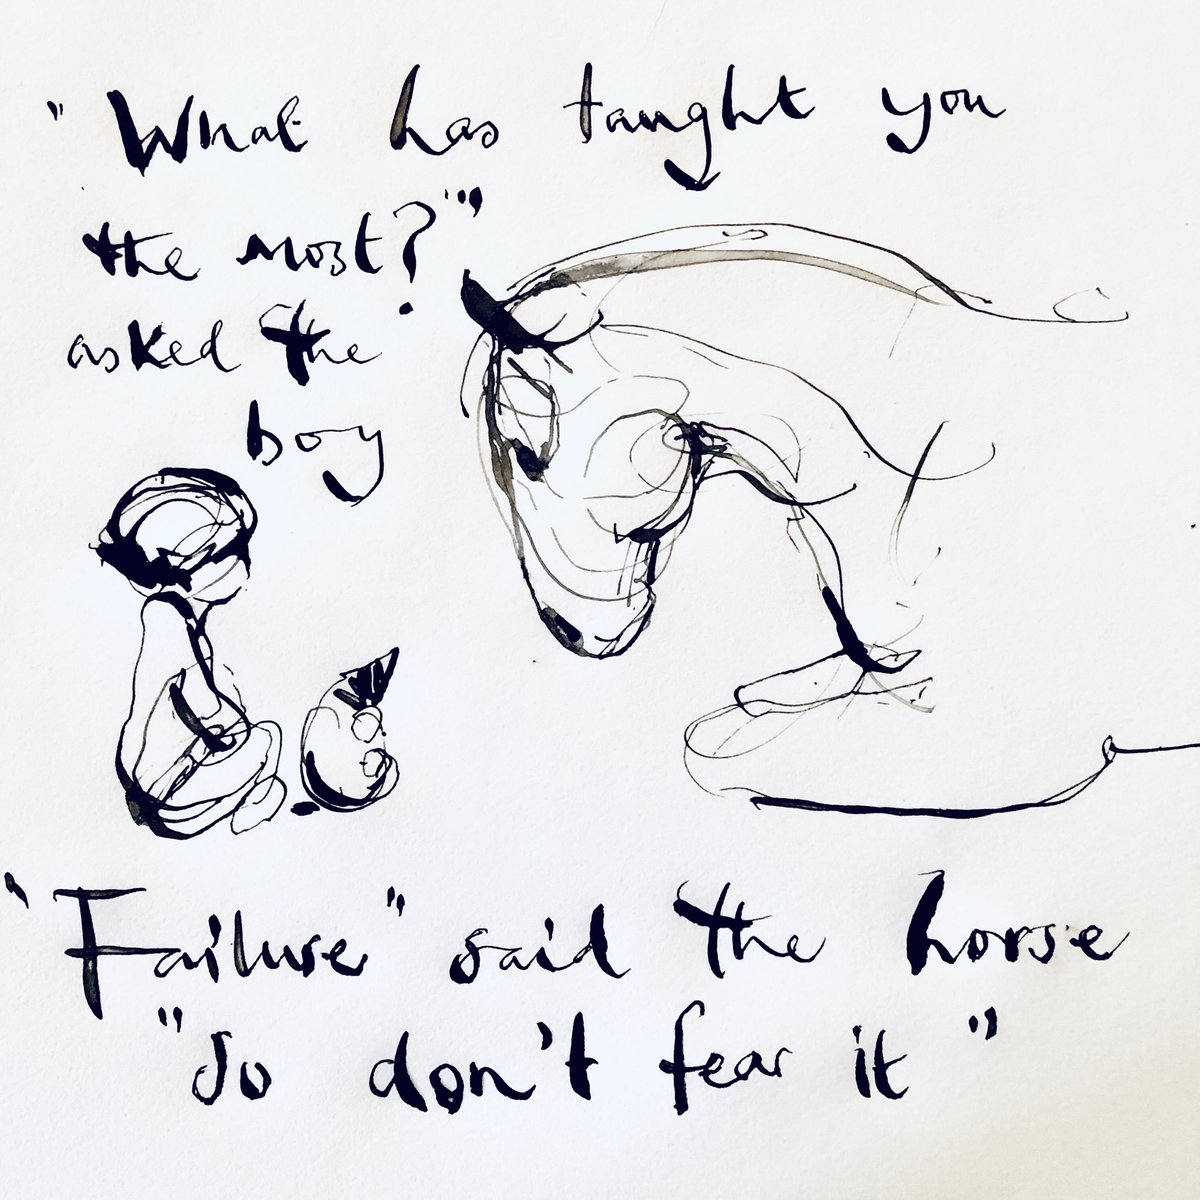 "What has taught you
the most?"
asked the
boy
"Failure" said the horse
"So don't fear it"